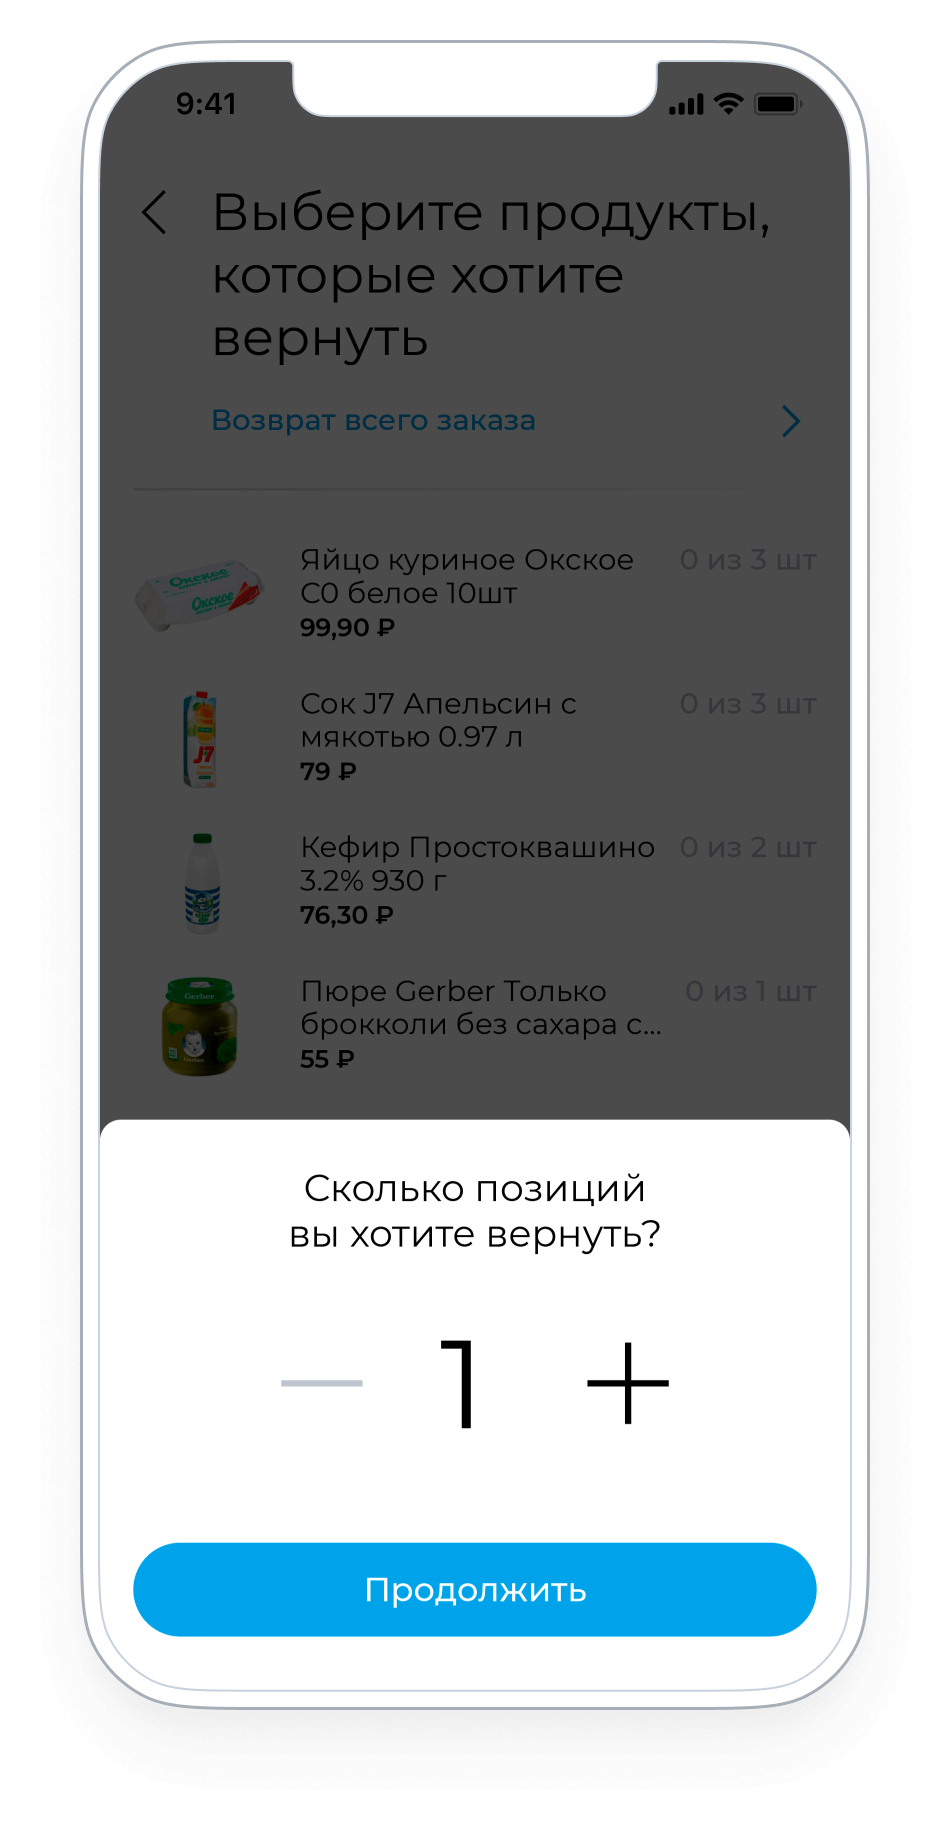 9:41
Выберите продукты,
которые хотите
вернуть
Возврат всего заказа
Яйцо куриное Окское
0 из 3 шт
С0 белое 10шт
99,90 ₽
Окское
Окское
Сок J7 Апельсин с
0 из 3 шт
мякотью 0.97 л
79 ₽
J7
Кефир Простоквашино
0 из 2 шт
3.2% 930 г
76,30 ₽
Пюре Gerber Только
0 из 1 шт
брокколи без сахара с...
55 ₽
Gerber
Gerber
Сколько позиций
вы хотите вернуть?
1
Продолжить